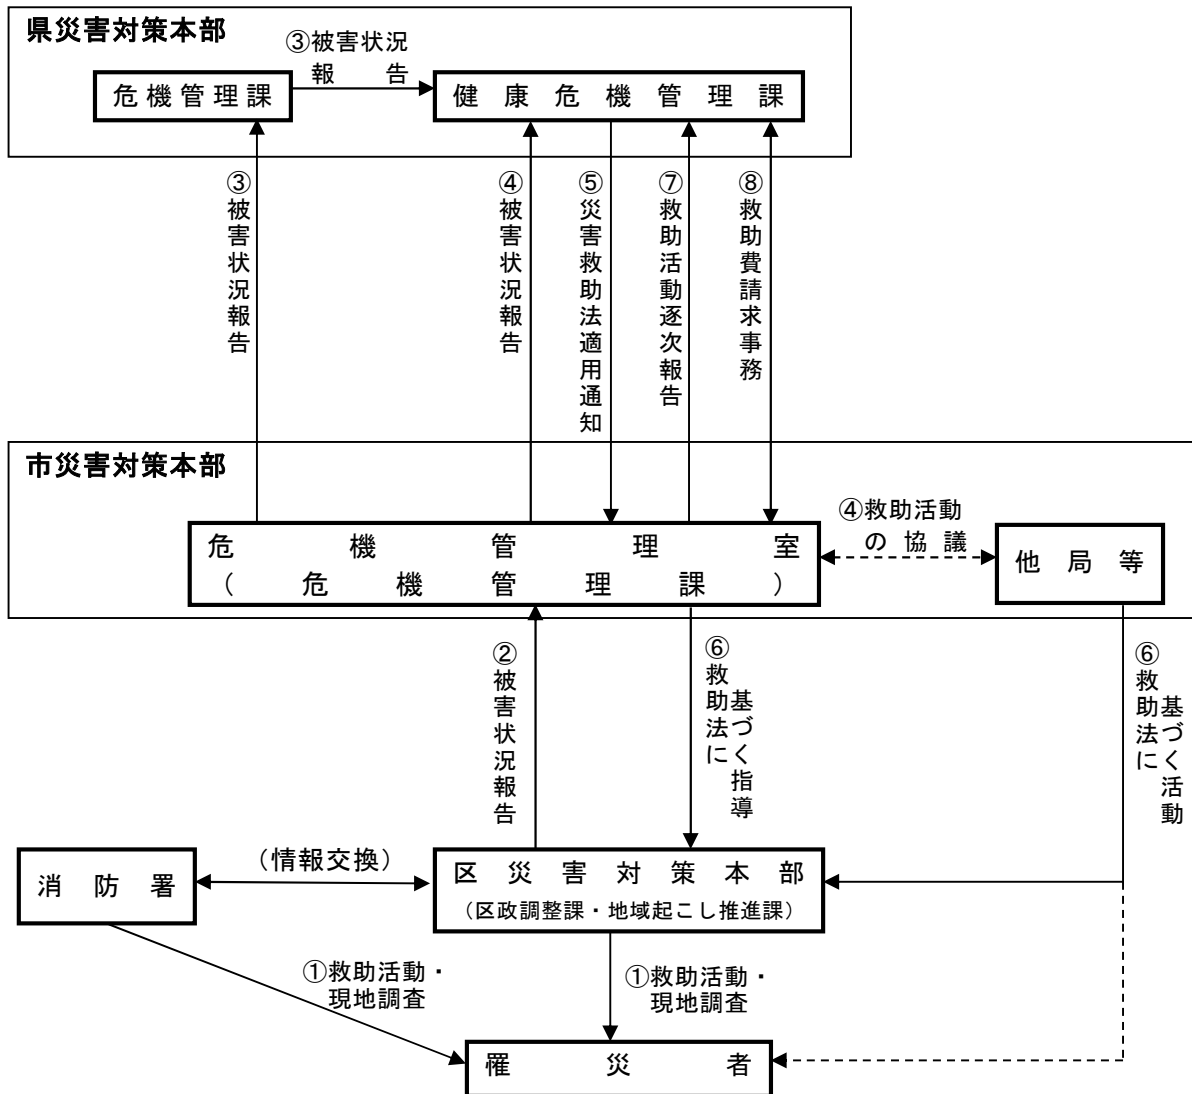 県災害対策本部
③被害状況
報告
危機管理課
健康危機管理課
③被害状況報告
④被害状況報告
⑤災害救助法適用通知
⑦救助活動逐次報告
⑧救助費請求事務
市災害対策本部
④救助活動
の協議
危機管理室
（危機管理課）
他局等
②被害状況報告
⑥救助法に
基づく指導
⑥救助法に
基づく活動
消防署
（情報交換）
区災害対策本部
（区政調整課・地域起こし推進課）
①救助活動・
現地調査
①救助活動・
現地調査
罹災者